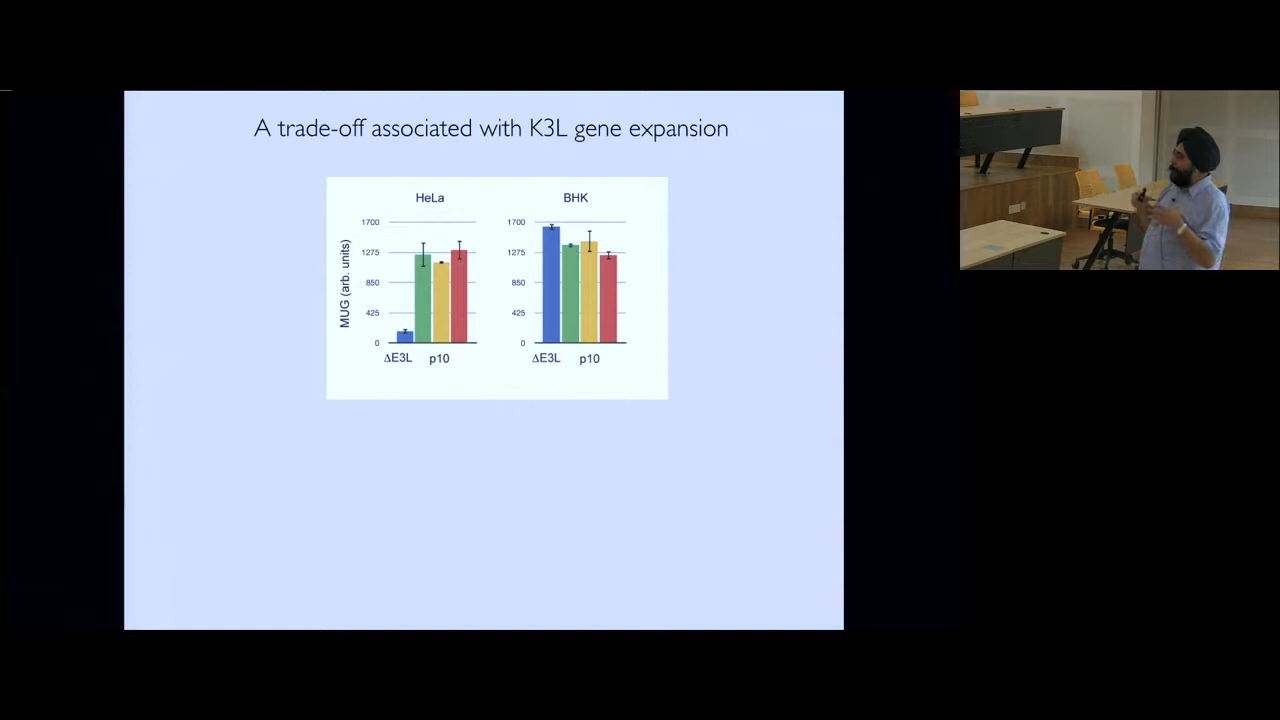 A trade-off associated with K3L gene expansion
HeLa
BHK
MUG (arb. units)
1700
1275
850
425
0
ΔE3L p10
1700
1275
850
425
0
ΔE3L p10